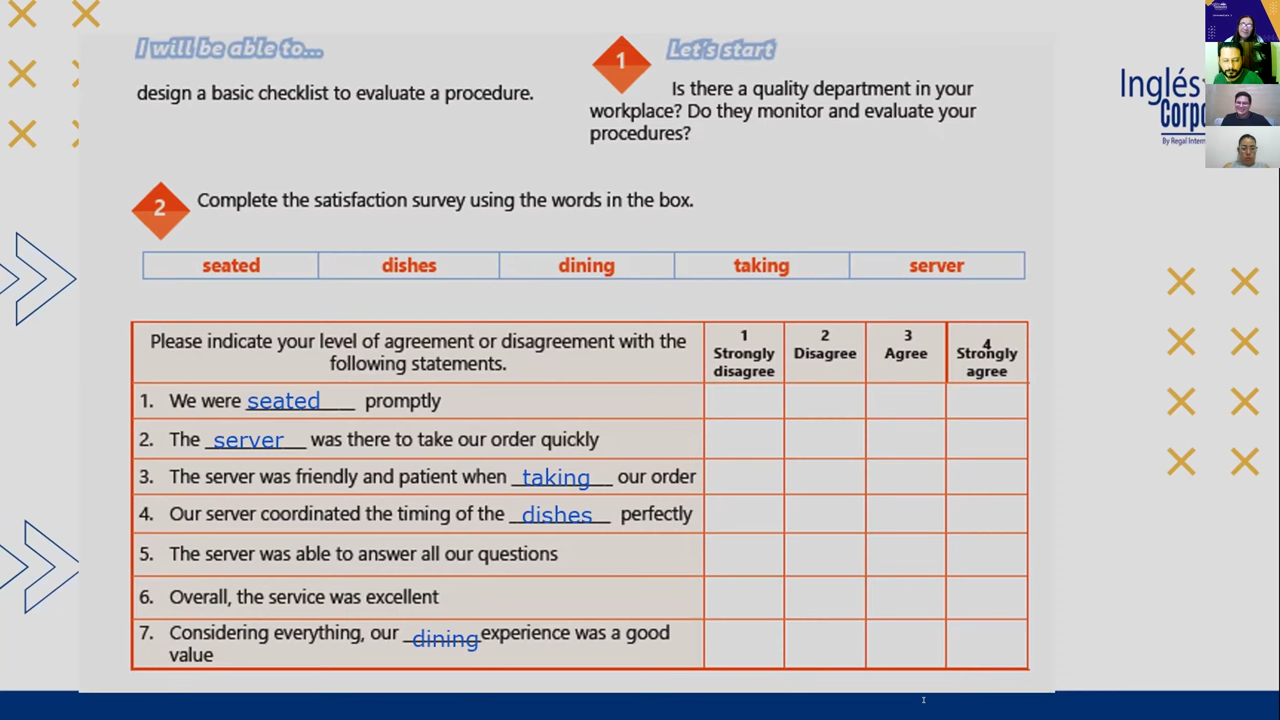 I will be able to...
design a basic checklist to evaluate a procedure.
1
Let's start
Is there a quality department in your
workplace? Do they monitor and evaluate your
procedures?
2
Complete the satisfaction survey using the words in the box.
seated dishes dining taking server
Please indicate your level of agreement or disagreement with the
following statements.
1
Strongly
disagree
2
Disagree
3
Agree
4
Strongly
agree
1. We were seated promptly
2. The server was there to take our order quickly
3. The server was friendly and patient when taking our order
4. Our server coordinated the timing of the dishes perfectly
5. The server was able to answer all our questions
6. Overall, the service was excellent
7. Considering everything, our dining experience was a good
value
Inglés
Corpo
By Regal Intern